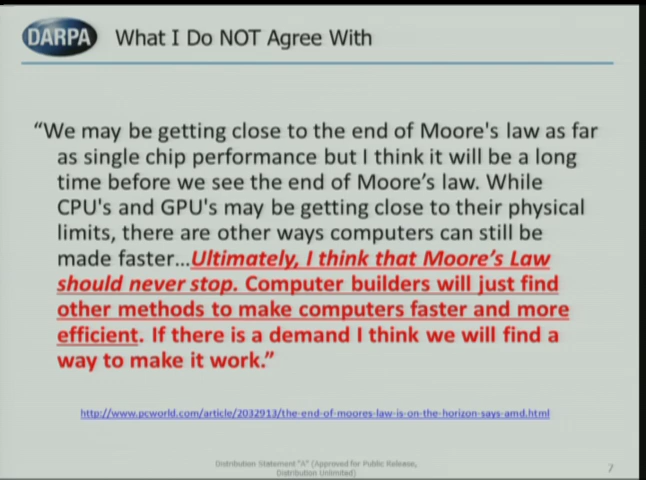 DARPA
What I Do NOT Agree With
“We may be getting close to the end of Moore's law as far
as single chip performance but I think it will be a long
time before we see the end of Moore’s law. While
CPU's and GPU's may be getting close to their physical
limits, there are other ways computers can still be
made faster...Ultimately, I think that Moore’s Law
should never stop. Computer builders will just find
other methods to make computers faster and more
efficient. If there is a demand I think we will find a
way to make it work.”
http://www.pcworld.com/article/2032913/the-end-of-moores-law-is-on-the-horizon-says-amd.html
Distribution Statement "A" (Approved for Public Release,
Distribution Unlimited)
7